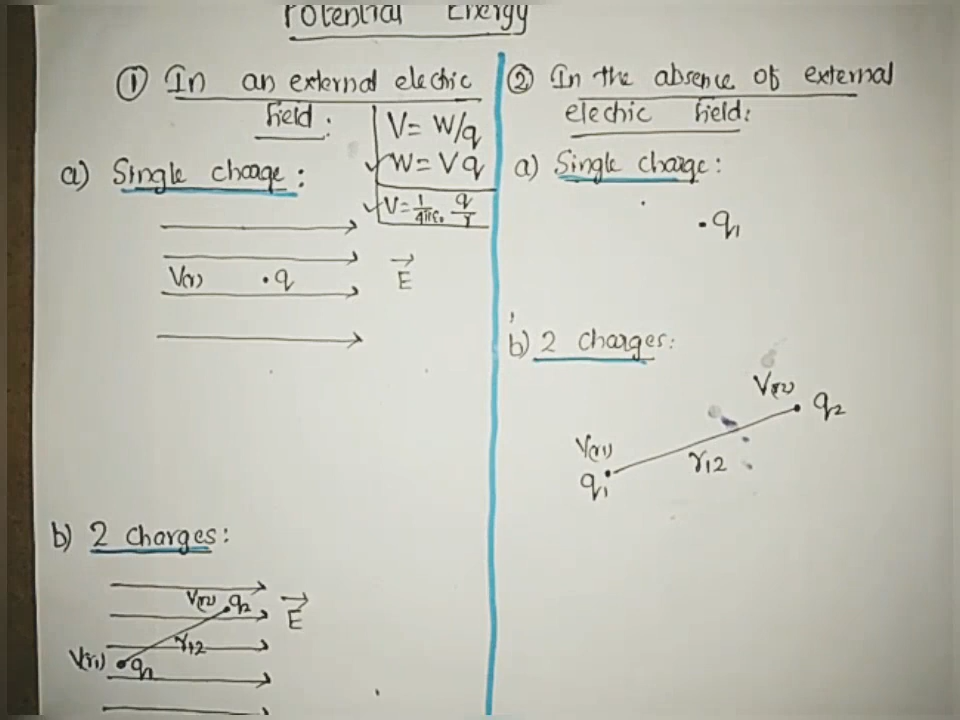 Potential Energy
① In an external electric
field:
V = W/q
W = Vq
V = 1/4πε₀ q/r
a) Single charge:
V(r) . q
E
b) 2 charges:
V(r2) q2
E
r12
V(r1) q1
② In the absence of external
electric field:
a) Single charge:
. q1
b) 2 charges:
V(r2)
q2
V(r1)
r12
q1